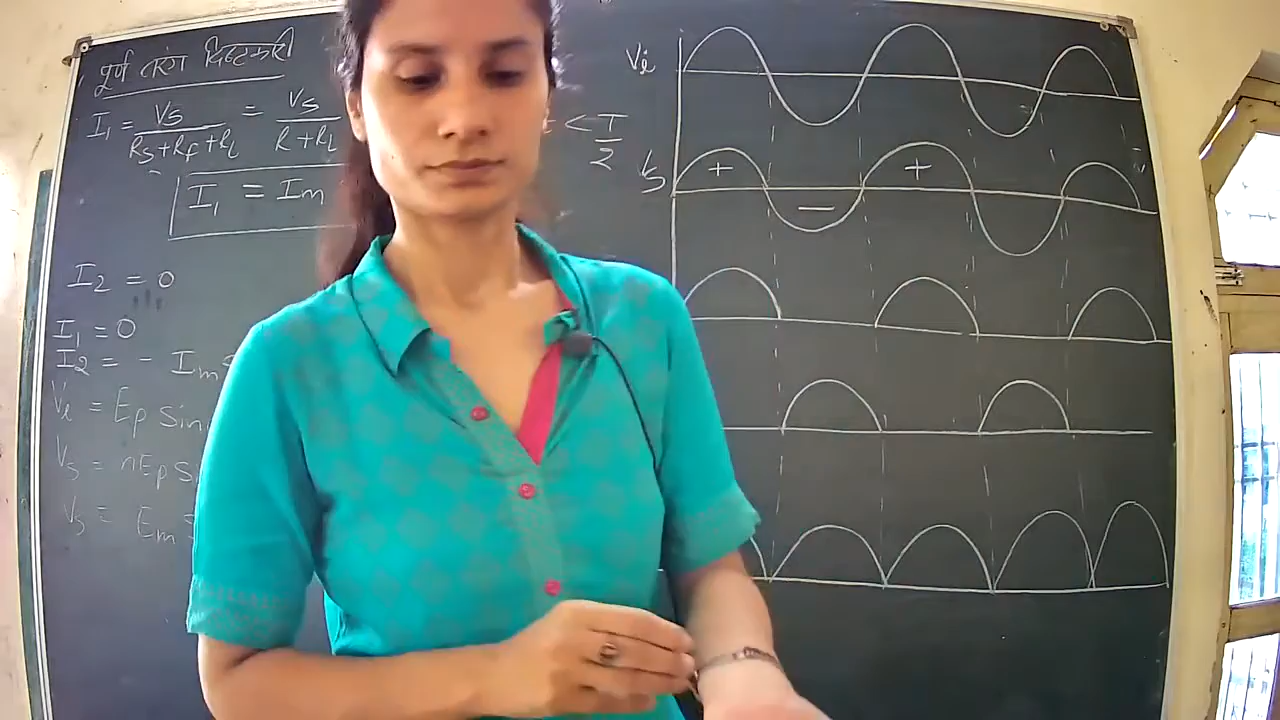 पूर्ण तरंग दिष्टकारी
I₁ = Vs / (Rs + Rf + RL) = Vs / (R + RL)
t < T/2
I₁ = Im
I₂ = 0
I₁ = 0
I₂ = - Im
Vi = Ep Sin
Vs = nEp S
Vs = Em
Vi
Vs
+
+
−